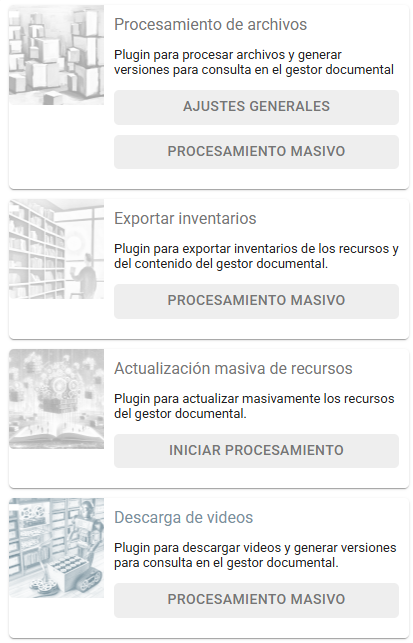 Procesamiento de archivos
Plugin para procesar archivos y generar
versiones para consulta en el gestor documental
AJUSTES GENERALES
PROCESAMIENTO MASIVO
Exportar inventarios
Plugin para exportar inventarios de los recursos y
del contenido del gestor documental.
PROCESAMIENTO MASIVO
Actualización masiva de recursos
Plugin para actualizar masivamente los recursos
del gestor documental.
INICIAR PROCESAMIENTO
Descarga de videos
Plugin para descargar videos y generar versiones
para consulta en el gestor documental.
PROCESAMIENTO MASIVO